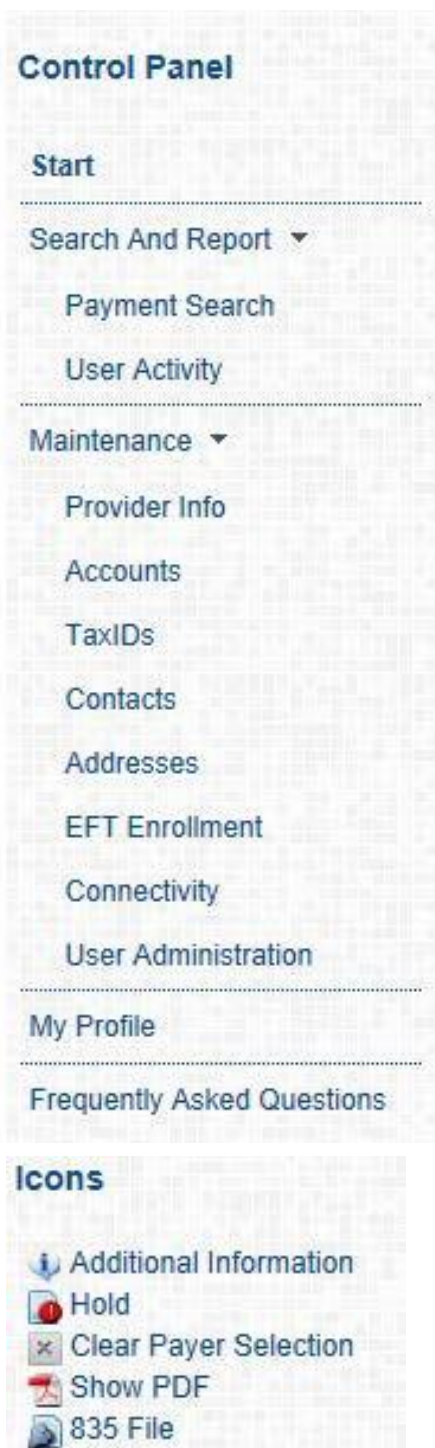 Control Panel
Start
Search And Report
Payment Search
User Activity
Maintenance
Provider Info
Accounts
TaxIDs
Contacts
Addresses
EFT Enrollment
Connectivity
User Administration
My Profile
Frequently Asked Questions
Icons
Additional Information
Hold
Clear Payer Selection
Show PDF
835 File